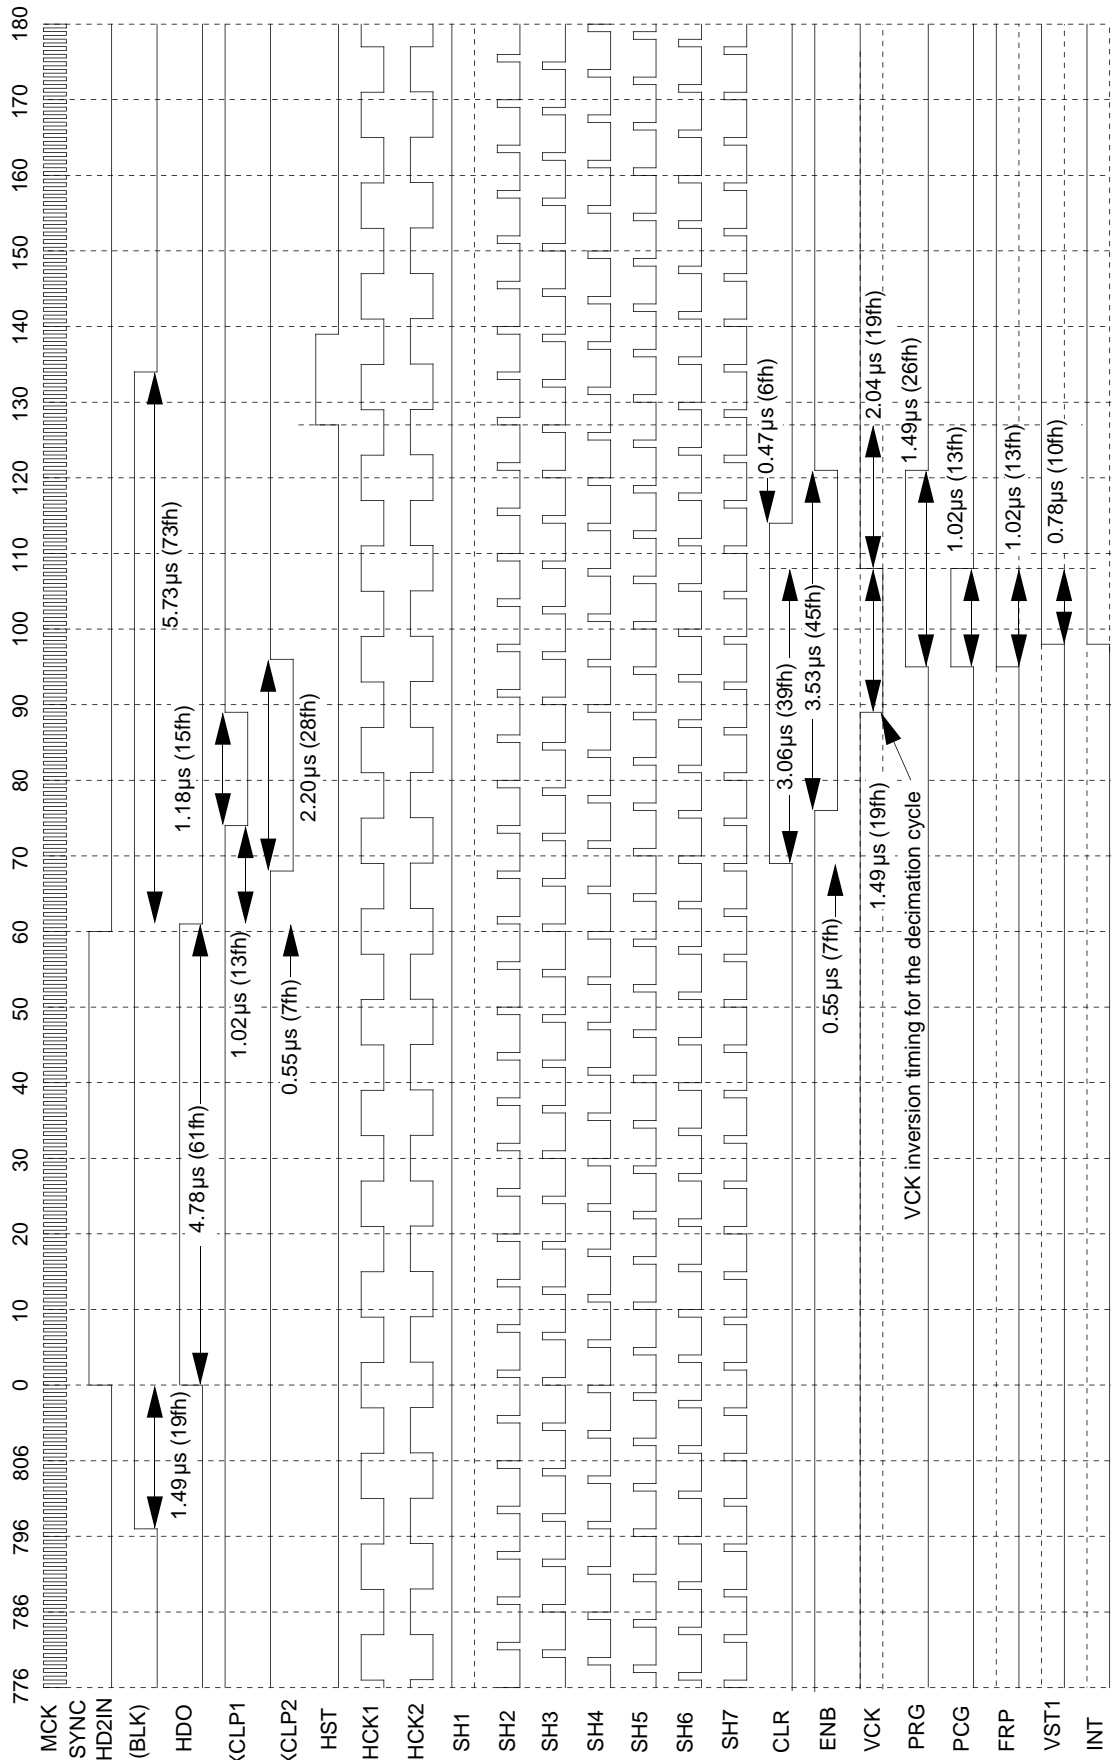 MCK
SYNC
HD2IN
(BLK)
HDO
XCLP1
XCLP2
HST
HCK1
HCK2
SH1
SH2
SH3
SH4
SH5
SH6
SH7
CLR
ENB
VCK
PRG
PCG
FRP
VST1
INT
776
786
796
806
0
10
20
30
40
50
60
70
80
90
100
110
120
130
140
150
160
170
180
1.49µs (19fh)
5.73µs (73fh)
4.78µs (61fh)
1.02µs (13fh)
1.18µs (15fh)
0.55µs (7fh)
2.20µs (28fh)
3.06µs (39fh)
0.47µs (6fh)
0.55µs (7fh)
3.53µs (45fh)
1.49µs (19fh)
2.04µs (19fh)
VCK inversion timing for the decimation cycle
1.49µs (26fh)
1.02µs (13fh)
1.02µs (13fh)
0.78µs (10fh)